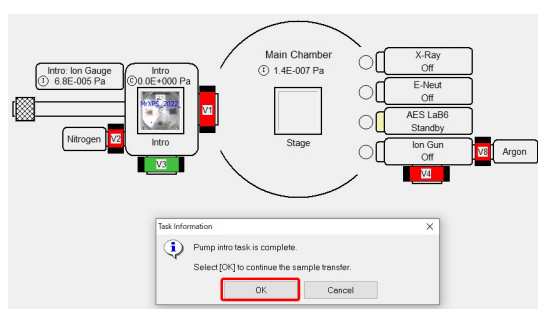 Intro: Ion Gauge
Ⓘ 6.8E-005 Pa
Intro
Ⓒ0.0E+000 Pa
MrXPS_2022
Intro
Nitrogen
V2
V3
V1
Main Chamber
Ⓘ 1.4E-007 Pa
Stage
X-Ray
Off
E-Neut
Off
AES LaB6
Standby
Ion Gun
Off
V4
V8
Argon
Task Information
Pump intro task is complete.
Select [OK] to continue the sample transfer.
OK
Cancel